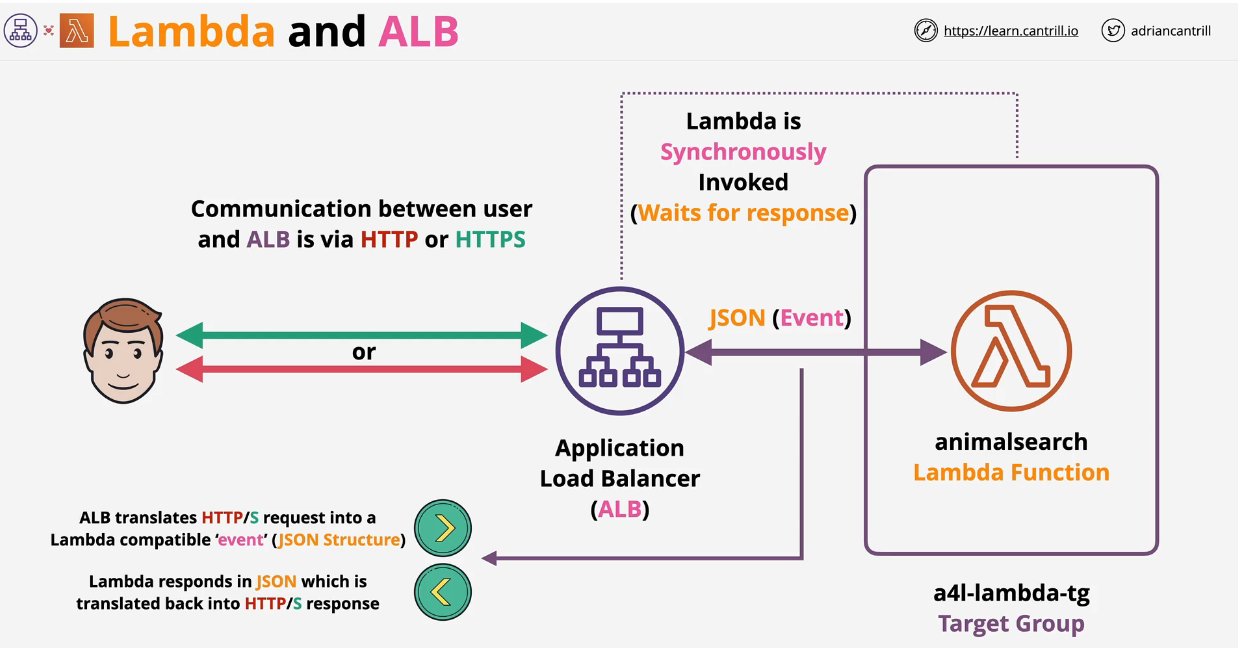 Lambda and ALB
https://learn.cantrill.io
adriancantrill
Lambda is
Synchronously
Invoked
(Waits for response)
Communication between user
and ALB is via HTTP or HTTPS
or
JSON (Event)
Application
Load Balancer
(ALB)
animalsearch
Lambda Function
ALB translates HTTP/S request into a
Lambda compatible ‘event’ (JSON Structure)
Lambda responds in JSON which is
translated back into HTTP/S response
a4l-lambda-tg
Target Group